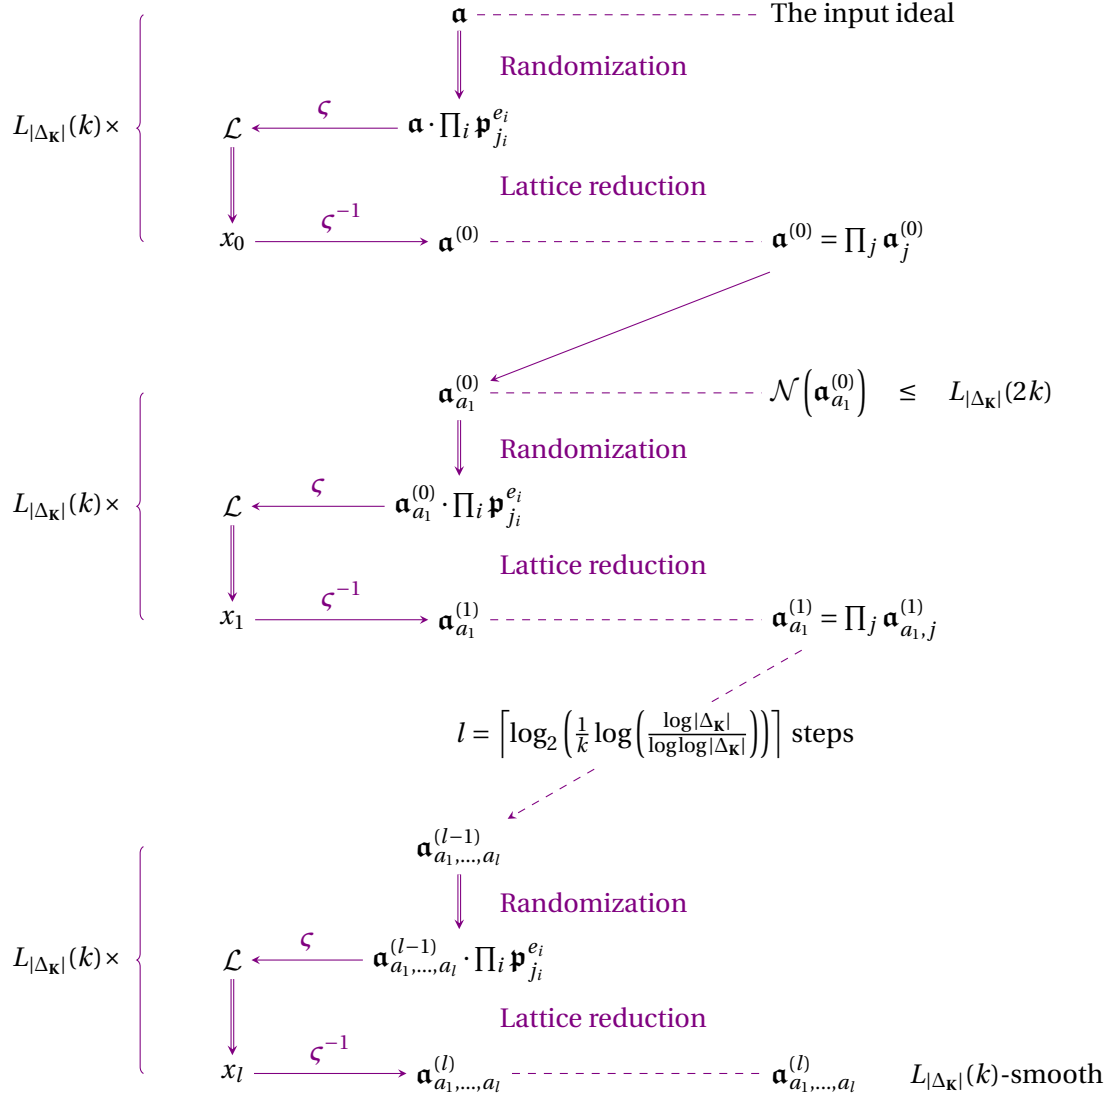 𝔞 The input ideal
Randomization
L_{|Δ_𝐊|}(k)× ℒ ς 𝔞 · ∏_i 𝔭_{j_i}^{e_i}
Lattice reduction
x_0 ς^{−1} 𝔞^{(0)} 𝔞^{(0)} = ∏_j 𝔞_j^{(0)}
𝔞_{a_1}^{(0)} 𝒩(𝔞_{a_1}^{(0)}) ≤ L_{|Δ_𝐊|}(2k)
Randomization
L_{|Δ_𝐊|}(k)× ℒ ς 𝔞_{a_1}^{(0)} · ∏_i 𝔭_{j_i}^{e_i}
Lattice reduction
x_1 ς^{−1} 𝔞_{a_1}^{(1)} 𝔞_{a_1}^{(1)} = ∏_j 𝔞_{a_1,j}^{(1)}
l = ⌈log_2(\frac{1}{k} log(\frac{log|Δ_𝐊|}{log log|Δ_𝐊|}))⌉ steps
𝔞_{a_1,...,a_l}^{(l−1)}
Randomization
L_{|Δ_𝐊|}(k)× ℒ ς 𝔞_{a_1,...,a_l}^{(l−1)} · ∏_i 𝔭_{j_i}^{e_i}
Lattice reduction
x_l ς^{−1} 𝔞_{a_1,...,a_l}^{(l)} 𝔞_{a_1,...,a_l}^{(l)} L_{|Δ_𝐊|}(k)-smooth